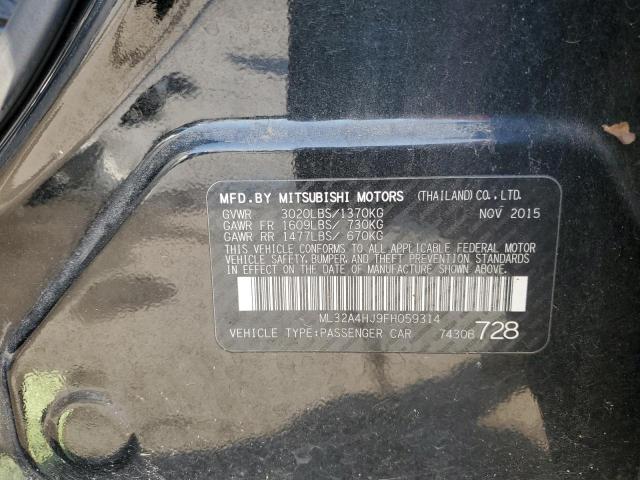 MFD.BY MITSUBISHI MOTORS (THAILAND)CO.,LTD.
GVWR 3020LBS/1370KG NOV 2015
GAWR FR 1609LBS/ 730KG
GAWR RR 1477LBS/ 670KG
THIS VEHICLE CONFORMS TO ALL APPLICABLE FEDERAL MOTOR
VEHICLE SAFETY,BUMPER, AND THEFT PREVENTION STANDARDS
IN EFFECT ON THE DATE OF MANUFACTURE SHOWN ABOVE.
ML32A4HJ9FH059314
VEHICLE TYPE:PASSENGER CAR 74308 728